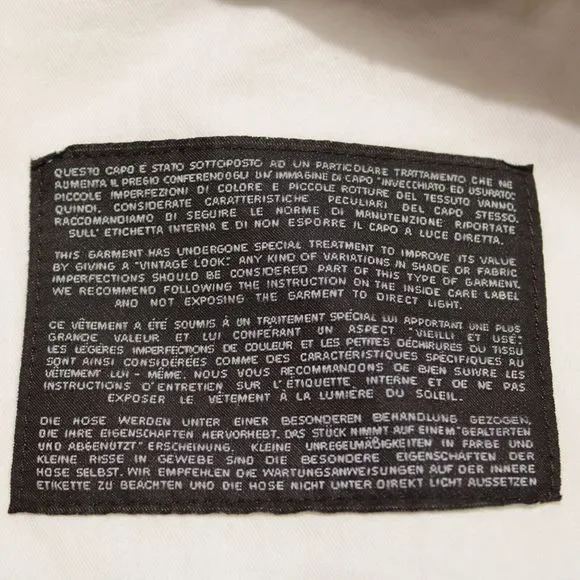 QUESTO CAPO E STATO SOTTOPOSTO AD UN PARTICOLARE TRATTAMENTO CHE NE
AUMENTA IL PREGIO CONFERENDOGLI UN' IMMAGINE DI CAPO "INVECCHIATO ED USURATO".
PICCOLE IMPERFEZIONI DI COLORE E PICCOLE ROTTURE DEL TESSUTO VANNO,
QUINDI, CONSIDERATE CARATTERISTICHE PECULIARI DEL CAPO STESSO.
RACCOMANDIAMO DI SEGUIRE LE NORME DI MANUTENZIONE RIPORTATE
SULL' ETICHETTA INTERNA E DI NON ESPORRE IL CAPO A LUCE DIRETTA.
THIS GARMENT HAS UNDERGONE SPECIAL TREATMENT TO IMPROVE ITS VALUE
BY GIVING A "VINTAGE LOOK". ANY KIND OF VARIATIONS IN SHADE OR FABRIC
IMPERFECTIONS SHOULD BE CONSIDERED PART OF THIS TYPE OF GARMENT.
WE RECOMMEND FOLLOWING THE INSTRUCTION ON THE INSIDE CARE LABEL
AND NOT EXPOSING THE GARMENT TO DIRECT LIGHT.
CE VÊTEMENT A ÉTÉ SOUMIS À UN TRAITEMENT SPÉCIAL LUI APPORTANT UNE PLUS
GRANDE VALEUR ET LUI CONFÉRANT UN ASPECT "VIEILLI ET USÉ".
LES LÉGÈRES IMPERFECTIONS DE COULEUR ET LES PETITES DÉCHIRURES DU TISSU
SONT AINSI CONSIDÉRÉES COMME DES CARACTÉRISTIQUES SPÉCIFIQUES AU
VÊTEMENT LUI - MÊME. NOUS VOUS RECOMMANDONS DE BIEN SUIVRE LES
INSTRUCTIONS D'ENTRETIEN SUR L'ÉTIQUETTE INTERNE ET DE NE PAS
EXPOSER LE VÊTEMENT À LA LUMIÈRE DU SOLEIL.
DIE HOSE WERDEN UNTER EINER BESONDEREN BEHANDLUNG GEZOGEN,
DIE IHRE EIGENSCHAFTEN HERVORHEBT. DAS STÜCK NIMMT AUF EINEM "GEALTERTEN
UND ABGENUTZT" ERSCHEINUNG. KLEINE UNREGELMÄßIGKEITEN IN FARBE UND
KLEINE RISSE IN GEWEBE SIND DIE BESONDERE EIGENSCHAFTEN DER
HOSE SELBST. WIR EMPFEHLEN DIE WARTUNGSANWEISUNGEN AUF DER INNERE
ETIKETTE ZU BEACHTEN UND DIE HOSE NICHT UNTER DIREKT LICHT AUSSETZEN